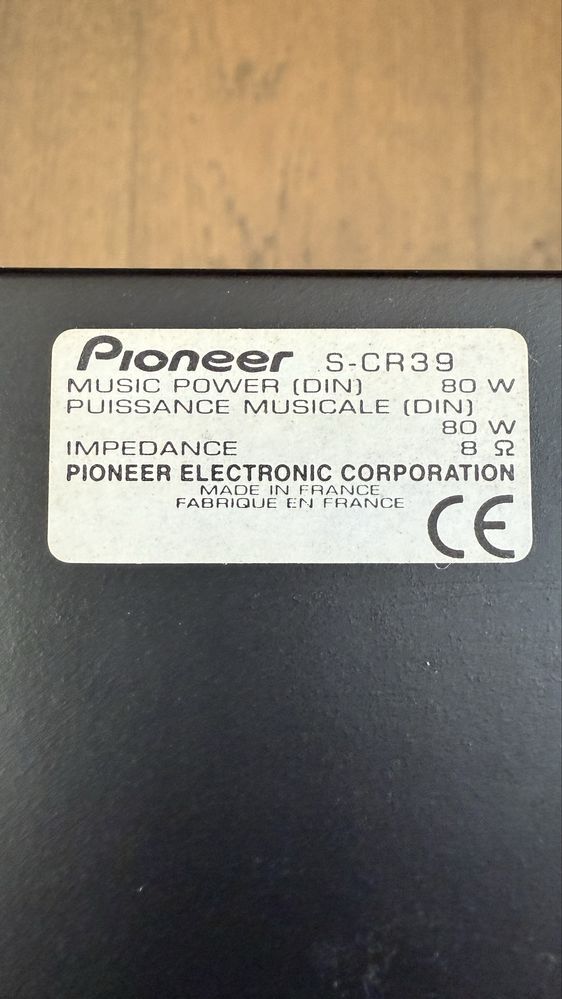 Pioneer S-CR39
MUSIC POWER (DIN) 80 W
PUISSANCE MUSICALE (DIN)
80 W
IMPEDANCE 8 Ω
PIONEER ELECTRONIC CORPORATION
MADE IN FRANCE
FABRIQUE EN FRANCE
CE